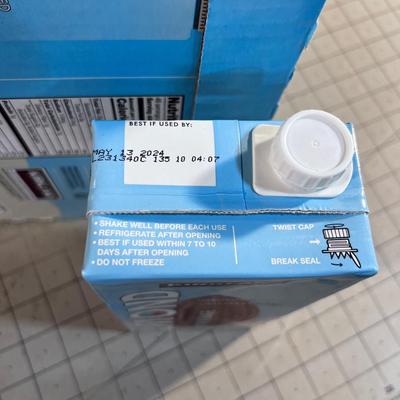 BEST IF USED BY:
MAY 13 2024
L231340C 135 10 04:07
• SHAKE WELL BEFORE EACH USE
• REFRIGERATE AFTER OPENING
• BEST IF USED WITHIN 7 TO 10
DAYS AFTER OPENING
• DO NOT FREEZE
TWIST CAP
BREAK SEAL